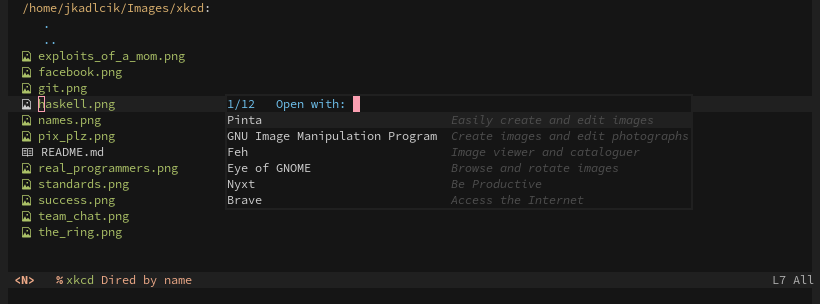 /home/jkadlcik/Images/xkcd:
.
..
exploits_of_a_mom.png
facebook.png
git.png
haskell.png
names.png
pix_plz.png
README.md
real_programmers.png
standards.png
success.png
team_chat.png
the_ring.png
1/12 Open with:
Pinta Easily create and edit images
GNU Image Manipulation Program Create images and edit photographs
Feh Image viewer and cataloguer
Eye of GNOME Browse and rotate images
Nyxt Be Productive
Brave Access the Internet
<N> %xkcd Dired by name L7 All